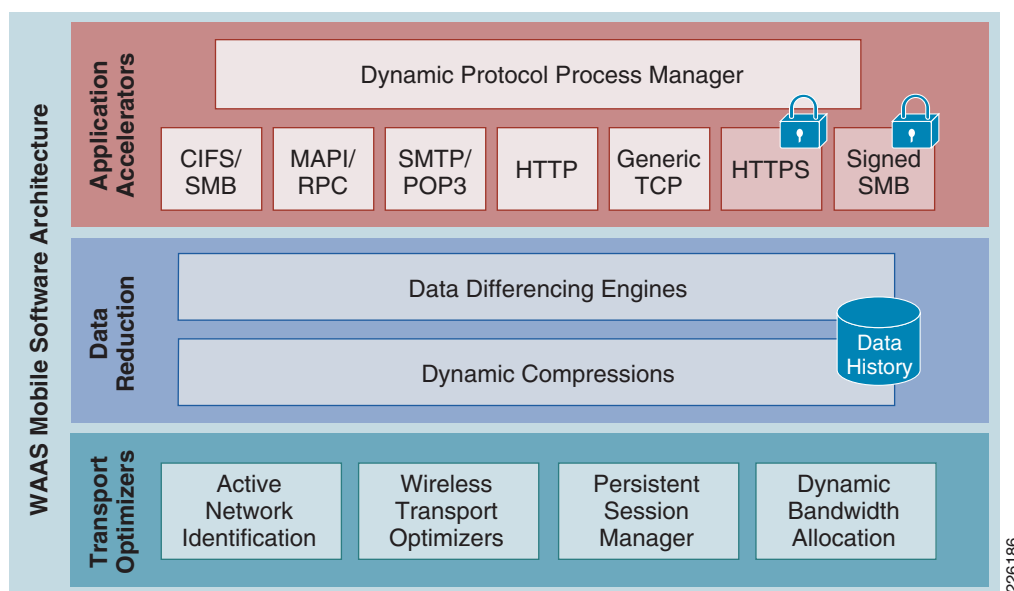 WAAS Mobile Software Architecture
Application
Accelerators
Dynamic Protocol Process Manager
CIFS/
SMB
MAPI/
RPC
SMTP/
POP3
HTTP
Generic
TCP
HTTPS
Signed
SMB
Data
Reduction
Data Differencing Engines
Dynamic Compressions
Data
History
Transport
Optimizers
Active
Network
Identification
Wireless
Transport
Optimizers
Persistent
Session
Manager
Dynamic
Bandwidth
Allocation
226186